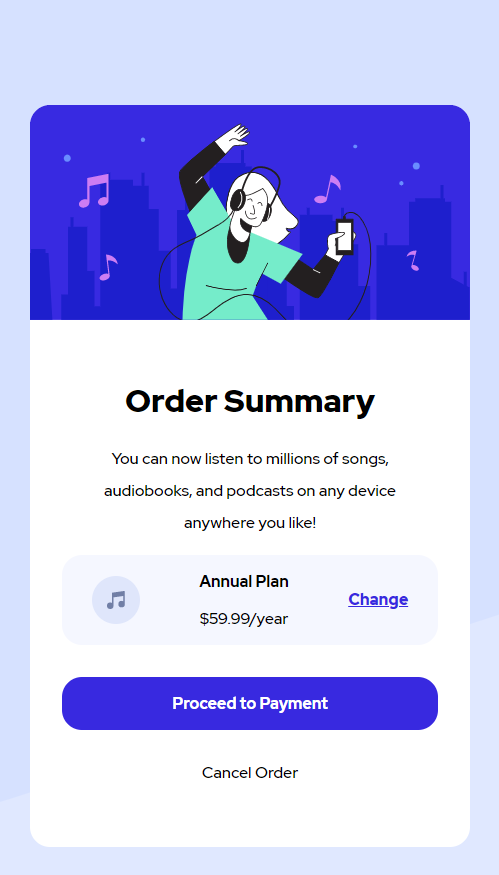 Order Summary
You can now listen to millions of songs,
audiobooks, and podcasts on any device
anywhere you like!
Annual Plan
$59.99/year
Change
Proceed to Payment
Cancel Order